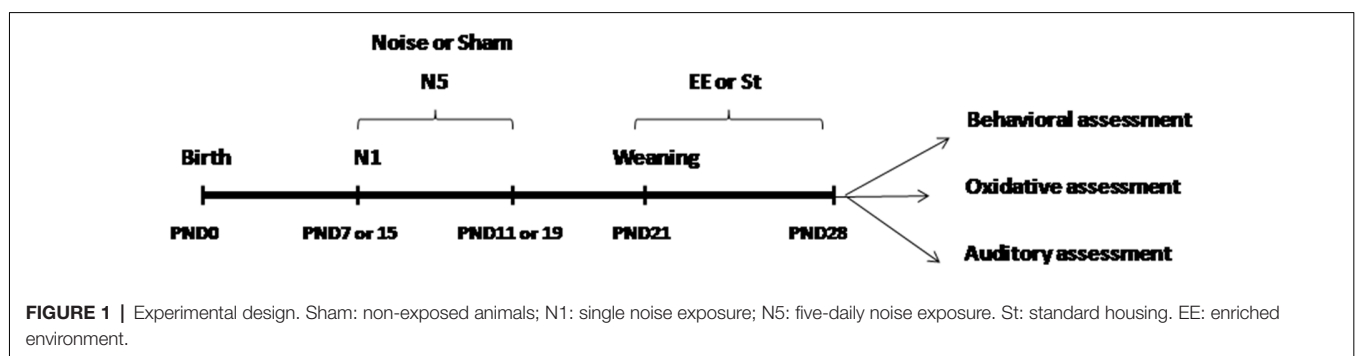 Noise or Sham
N5
EE or St
Behavioral assessment
Birth
N1
Weaning
Oxidative assessment
PND0
PND7 or 15
PND11 or 19
PND21
PND28
Auditory assessment
FIGURE 1 | Experimental design. Sham: non-exposed animals; N1: single noise exposure; N5: five-daily noise exposure. St: standard housing. EE: enriched
environment.